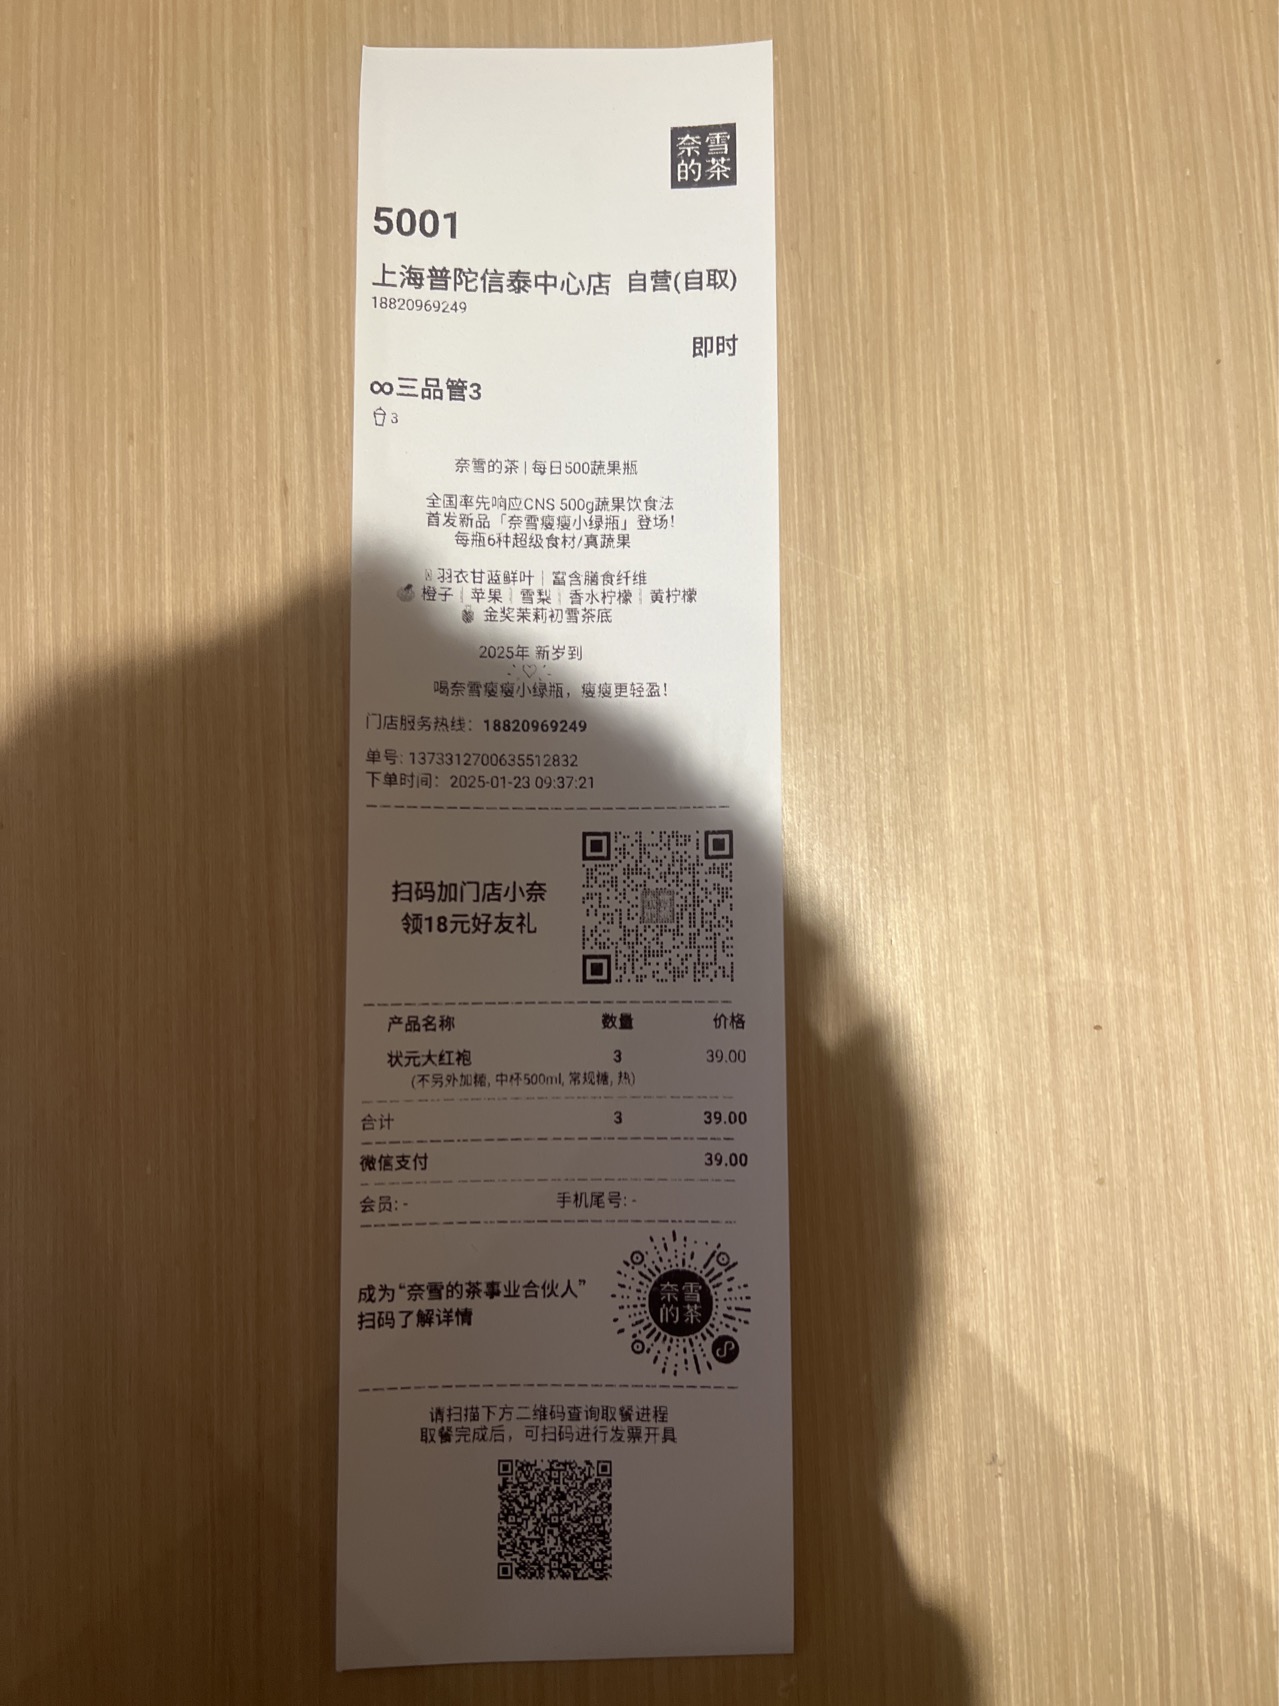 奈雪
的茶
5001
上海普陀信泰中心店 自营(自取)
18820969249
即时
∞三品管3
3
奈雪的茶 | 每日500蔬果瓶
全国率先响应CNS 500g蔬果饮食法
首发新品「奈雪瘦瘦小绿瓶」登场!
每瓶6种超级食材/真蔬果
羽衣甘蓝鲜叶 | 富含膳食纤维
橙子 | 苹果 | 雪梨 | 香水柠檬 | 黄柠檬
金奖茉莉初雪茶底
2025年 新岁到
喝奈雪瘦瘦小绿瓶，瘦瘦更轻盈!
门店服务热线：18820969249
单号: 1373312700635512832
下单时间：2025-01-23 09:37:21
扫码加门店小奈
领18元好友礼
产品名称 数量 价格
状元大红袍 3 39.00
(不另外加糖, 中杯500ml, 常规糖, 热)
合计 3 39.00
微信支付 39.00
会员: - 手机尾号: -
成为“奈雪的茶事业合伙人”
扫码了解详情
奈雪
的茶
请扫描下方二维码查询取餐进程
取餐完成后，可扫码进行发票开具